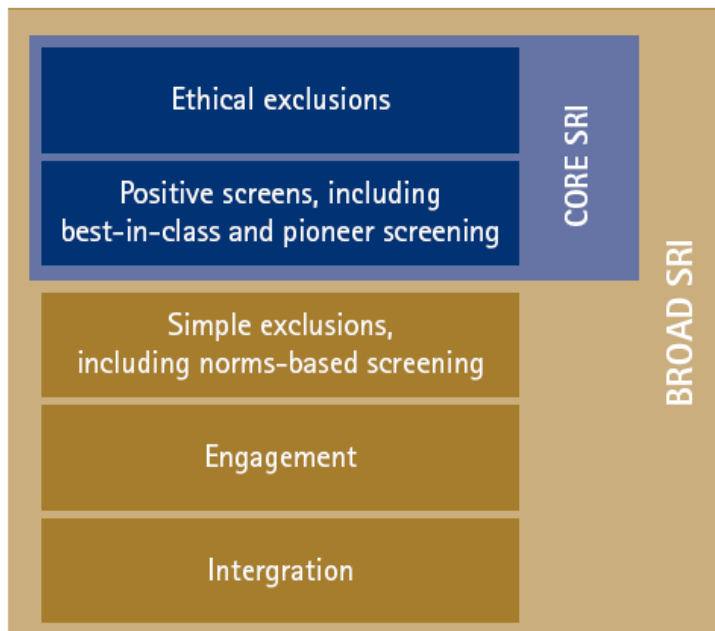 Ethical exclusions
Positive screens, including
best-in-class and pioneer screening
CORE SRI
Simple exclusions,
including norms-based screening
Engagement
Intergration
BROAD SRI